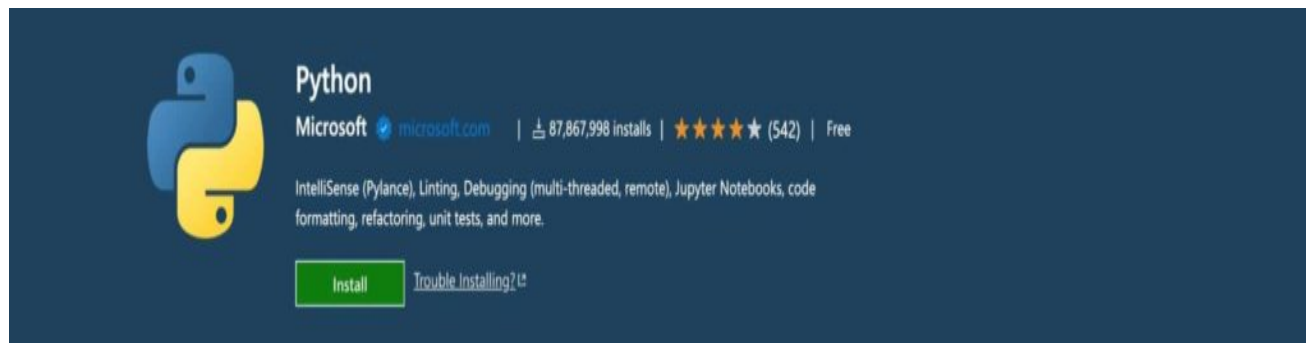 Python
Microsoft microsoft.com | 87,867,998 installs | (542) | Free
IntelliSense (Pylance), Linting, Debugging (multi-threaded, remote), Jupyter Notebooks, code
formatting, refactoring, unit tests, and more.
Install Trouble Installing?